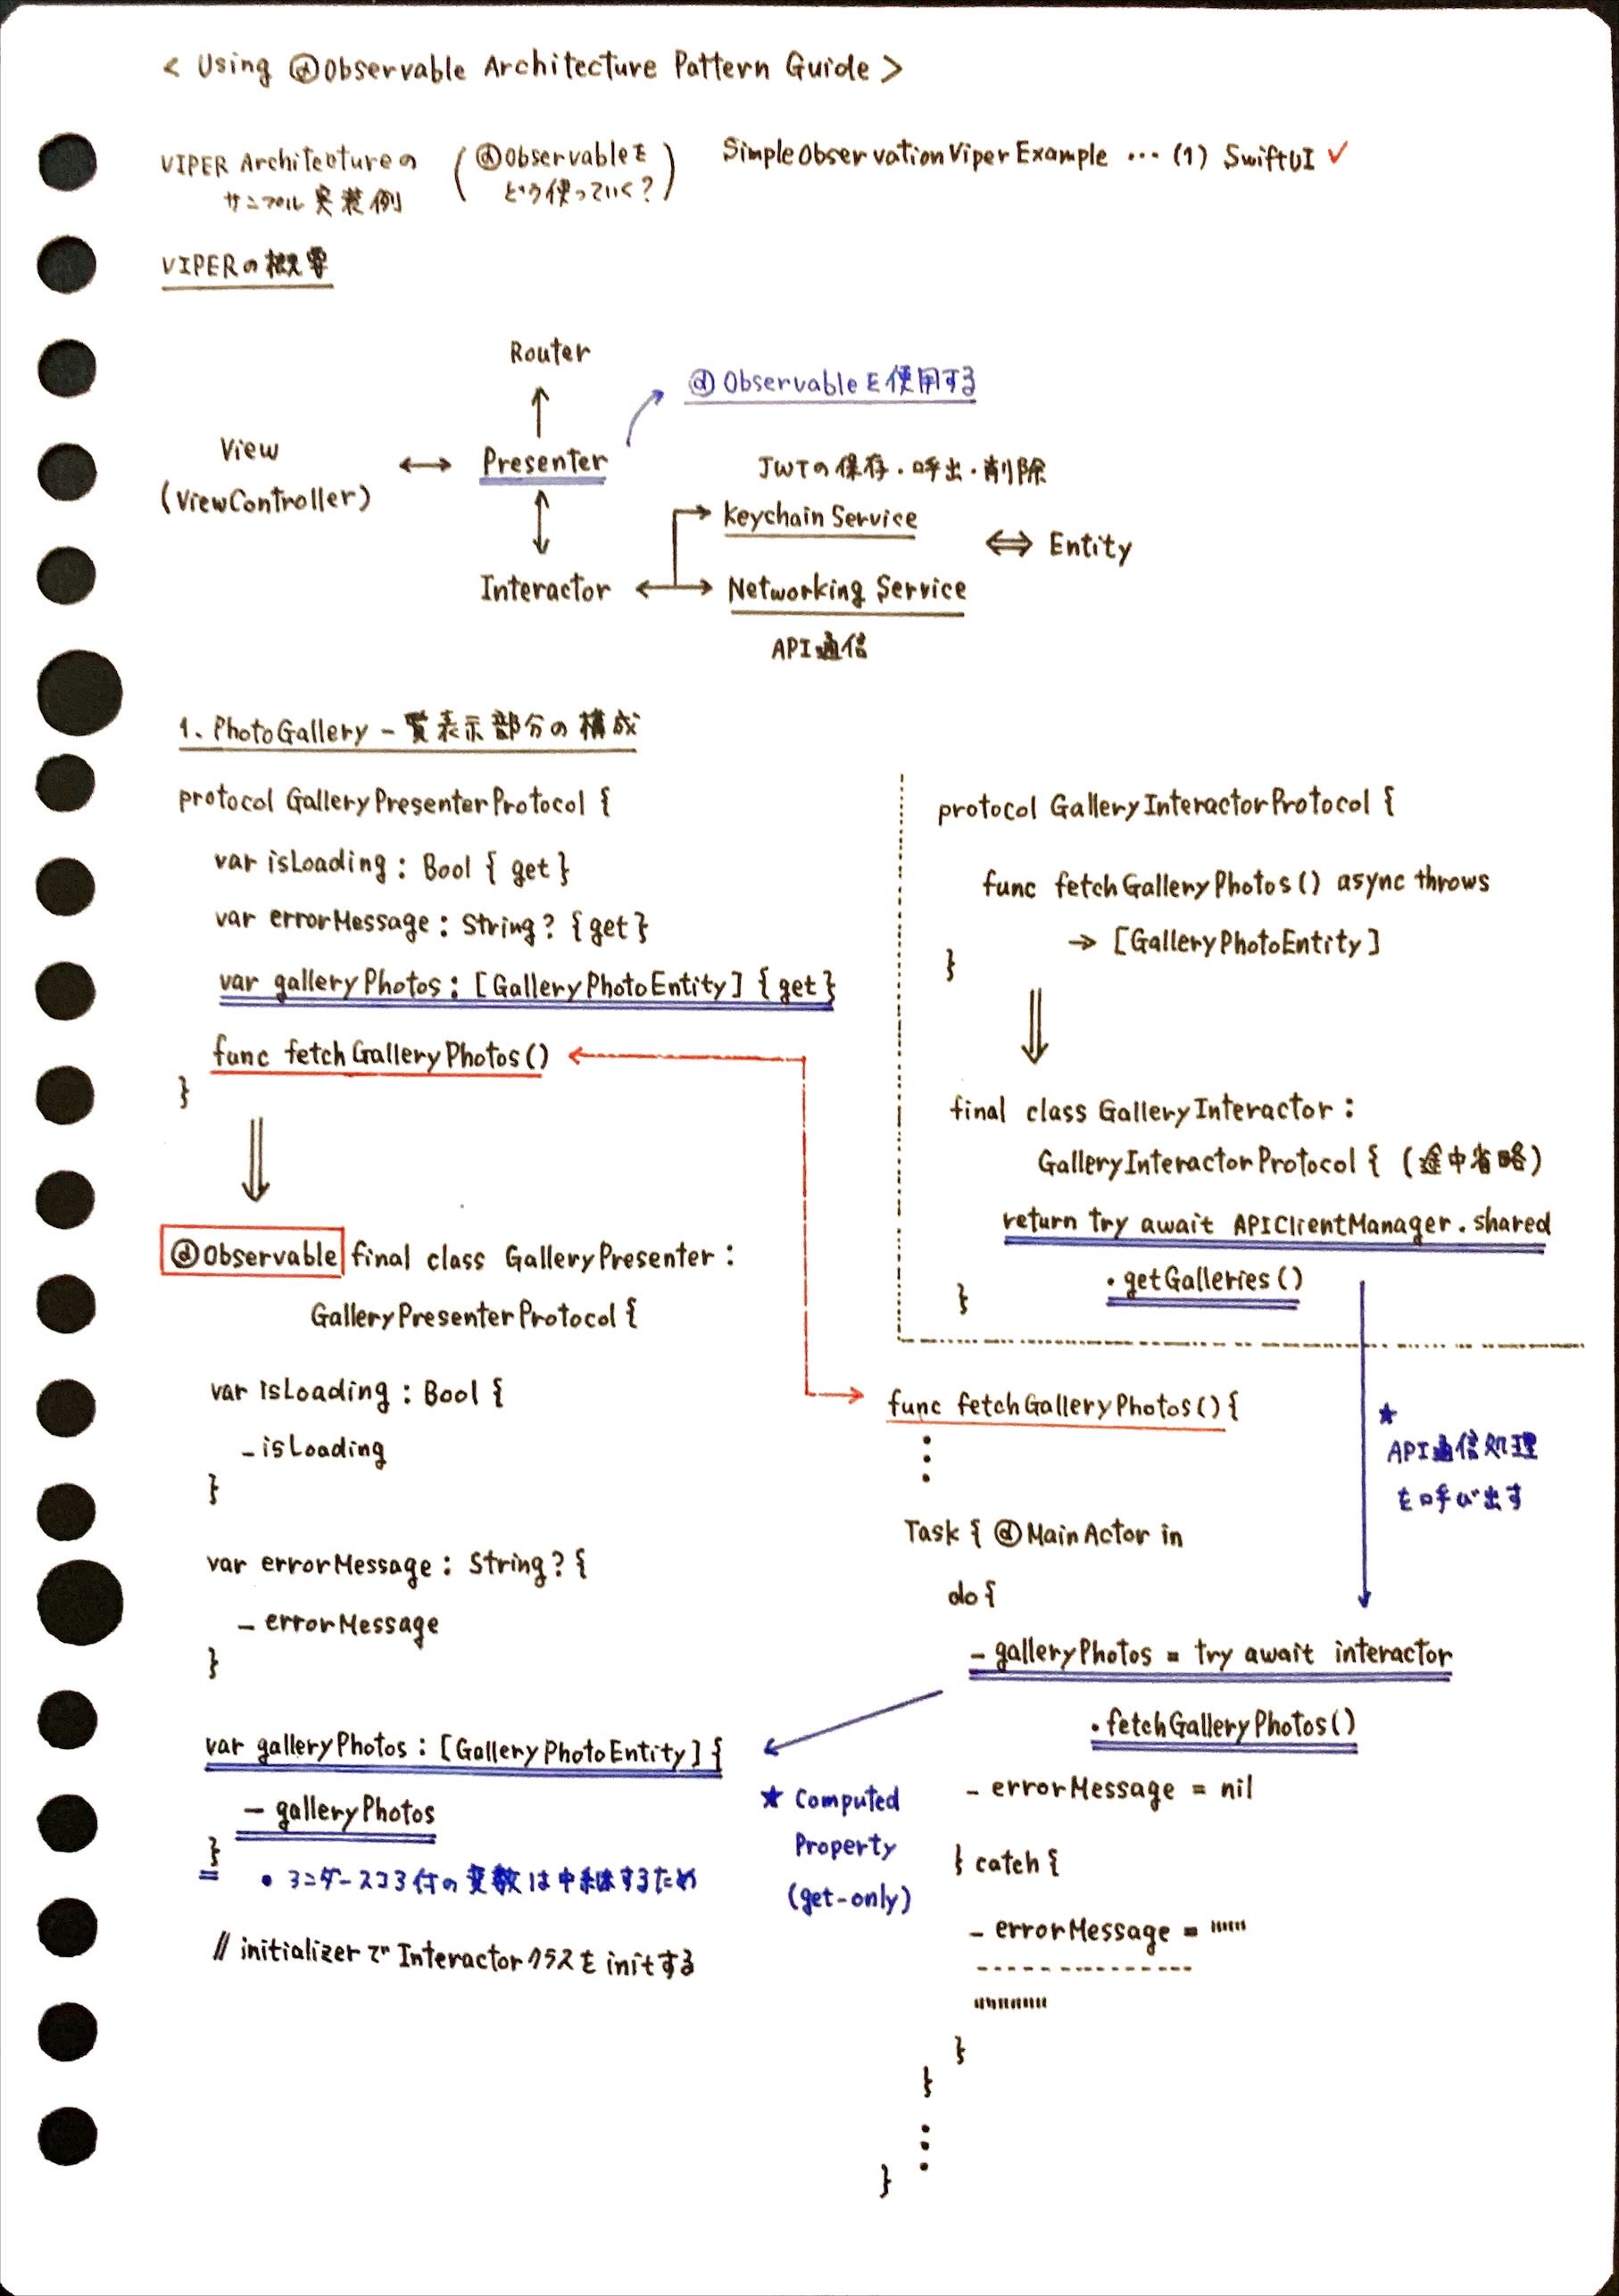 < Using @Observable Architecture Pattern Guide >
VIPER Architectureの
サンプル実装例
(@Observableを
どう使っていく?)
SimpleObservationViperExample … (1) SwiftUI ✓
VIPERの概要
Router
@Observableを使用する
View
(ViewController)
Presenter
JWTの保存・呼出・削除
Keychain Service
Entity
Interactor
Networking Service
API通信
1. PhotoGallery 一覧表示部分の構成
protocol GalleryPresenterProtocol {
var isLoading : Bool { get }
var errorMessage : String? {get}
var galleryPhotos : [GalleryPhotoEntity] {get}
func fetchGalleryPhotos()
}
@Observable final class GalleryPresenter :
GalleryPresenterProtocol {
var isLoading : Bool {
_isLoading
}
var errorMessage : String? {
_errorMessage
}
var galleryPhotos : [GalleryPhotoEntity] {
_galleryPhotos
}
• アンダースコア付の変数は中継するため
// initializerでInteractorクラスをinitする
★ Computed
Property
(get-only)
protocol GalleryInteractorProtocol {
func fetchGalleryPhotos() async throws
→ [GalleryPhotoEntity]
}
final class GalleryInteractor :
GalleryInteractorProtocol { (途中省略)
return try await APIClientManager.shared
.getGalleries()
}
func fetchGalleryPhotos() {
⋮
★
API通信処理
を呼び出す
Task { @MainActor in
do {
_galleryPhotos = try await interactor
.fetchGalleryPhotos()
_errorMessage = nil
} catch {
_errorMessage = """
"""
}
}
⋮
}